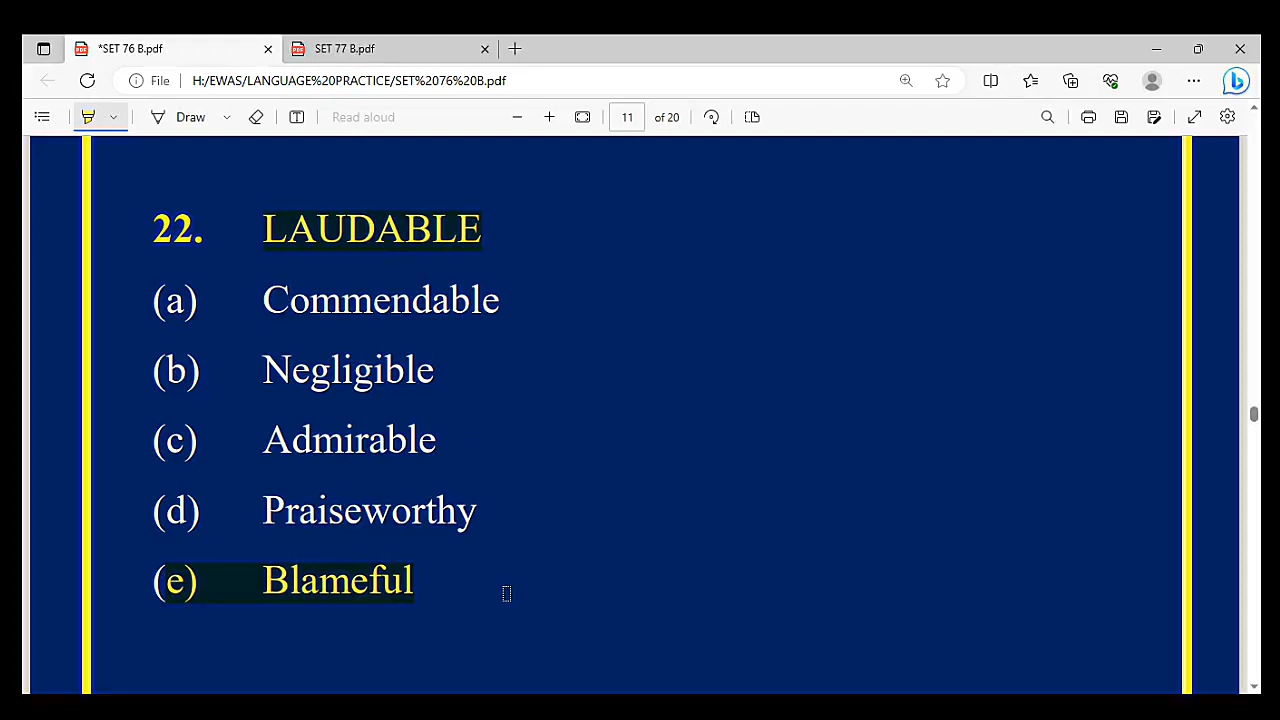 *SET 76 B.pdf
SET 77 B.pdf
File H:/EWAS/LANGUAGE%20PRACTICE/SET%2076%20B.pdf
Draw Read aloud 11 of 20
22. LAUDABLE
(a) Commendable
(b) Negligible
(c) Admirable
(d) Praiseworthy
(e) Blameful